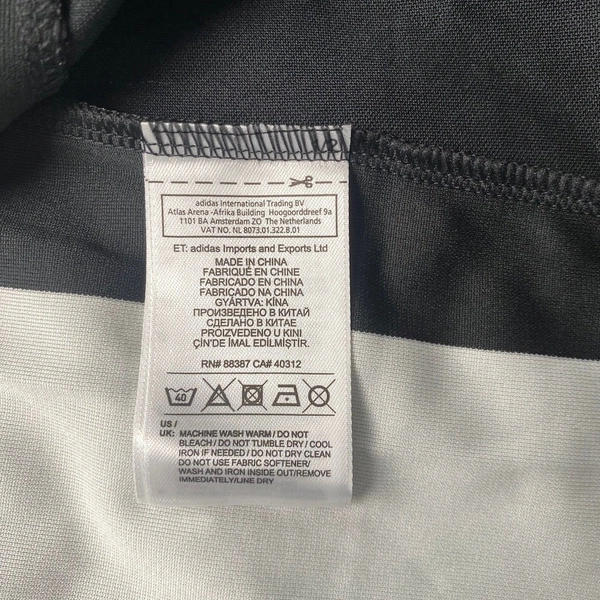 adidas International Trading BV
Atlas Arena -Afrika Building Hoogoorddreef 9a
1101 BA Amsterdam ZO The Netherlands
VAT NO. NL 8073.01.322.B.01
ET: adidas Imports and Exports Ltd
MADE IN CHINA
FABRIQUÉ EN CHINE
FABRICADO EN CHINA
FABRICADO NA CHINA
GYÁRTVA: KÍNA
ПРОИЗВЕДЕНО В КИТАЙ
СДЕЛАНО В КИТАЕ
PROIZVEDENO U KINI
ÇİN'DE İMAL EDİLMİŞTİR.
RN# 88387 CA# 40312
40
US /
UK: MACHINE WASH WARM / DO NOT
BLEACH / DO NOT TUMBLE DRY / COOL
IRON IF NEEDED / DO NOT DRY CLEAN
DO NOT USE FABRIC SOFTENER/
WASH AND IRON INSIDE OUT/REMOVE
IMMEDIATELY/LINE DRY